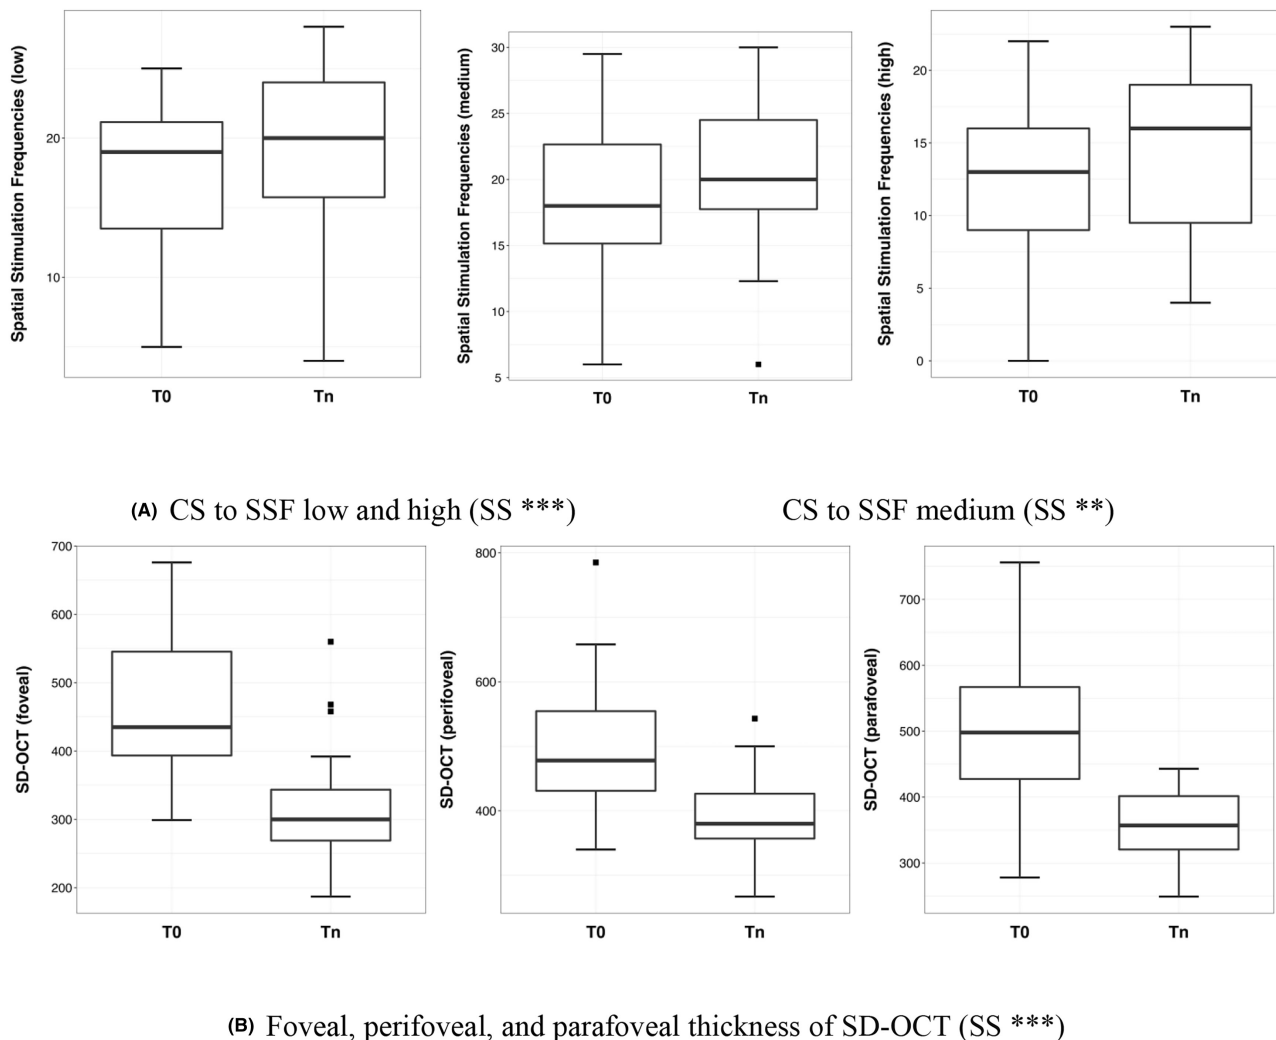 Spatial Stimulation Frequencies (low)
20
10
T0 Tn
Spatial Stimulation Frequencies (medium)
30
25
20
15
10
5
T0 Tn
Spatial Stimulation Frequencies (high)
20
15
10
5
0
T0 Tn
(A) CS to SSF low and high (SS ***) CS to SSF medium (SS **)
SD-OCT (foveal)
700
600
500
400
300
200
T0 Tn
SD-OCT (perifoveal)
800
600
400
T0 Tn
SD-OCT (parafoveal)
700
600
500
400
300
T0 Tn
(B) Foveal, perifoveal, and parafoveal thickness of SD-OCT (SS ***)